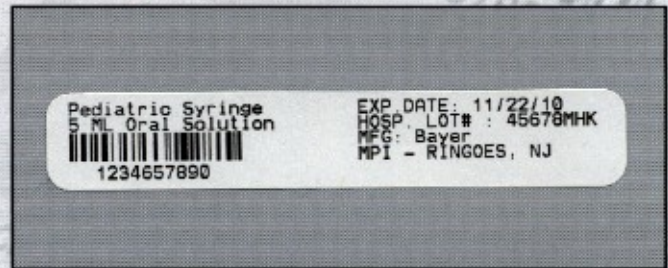 Pediatric Syringe
5 ML Oral Solution
1234657890
EXP DATE: 11/22/10
HOSP. LOT# : 45678MHK
MFG: Bayer
MPI - RINGOES, NJ